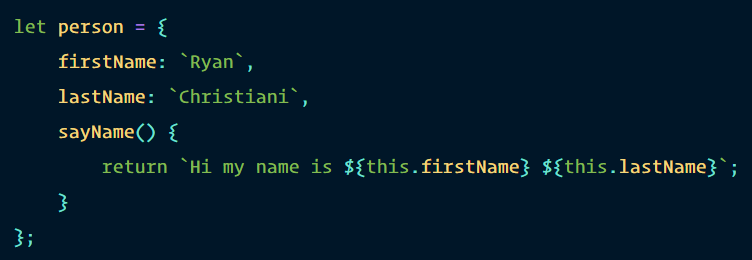 let person = {
    firstName: `Ryan`,
    lastName: `Christiani`,
    sayName() {
        return `Hi my name is ${this.firstName} ${this.lastName}`;
    }
};